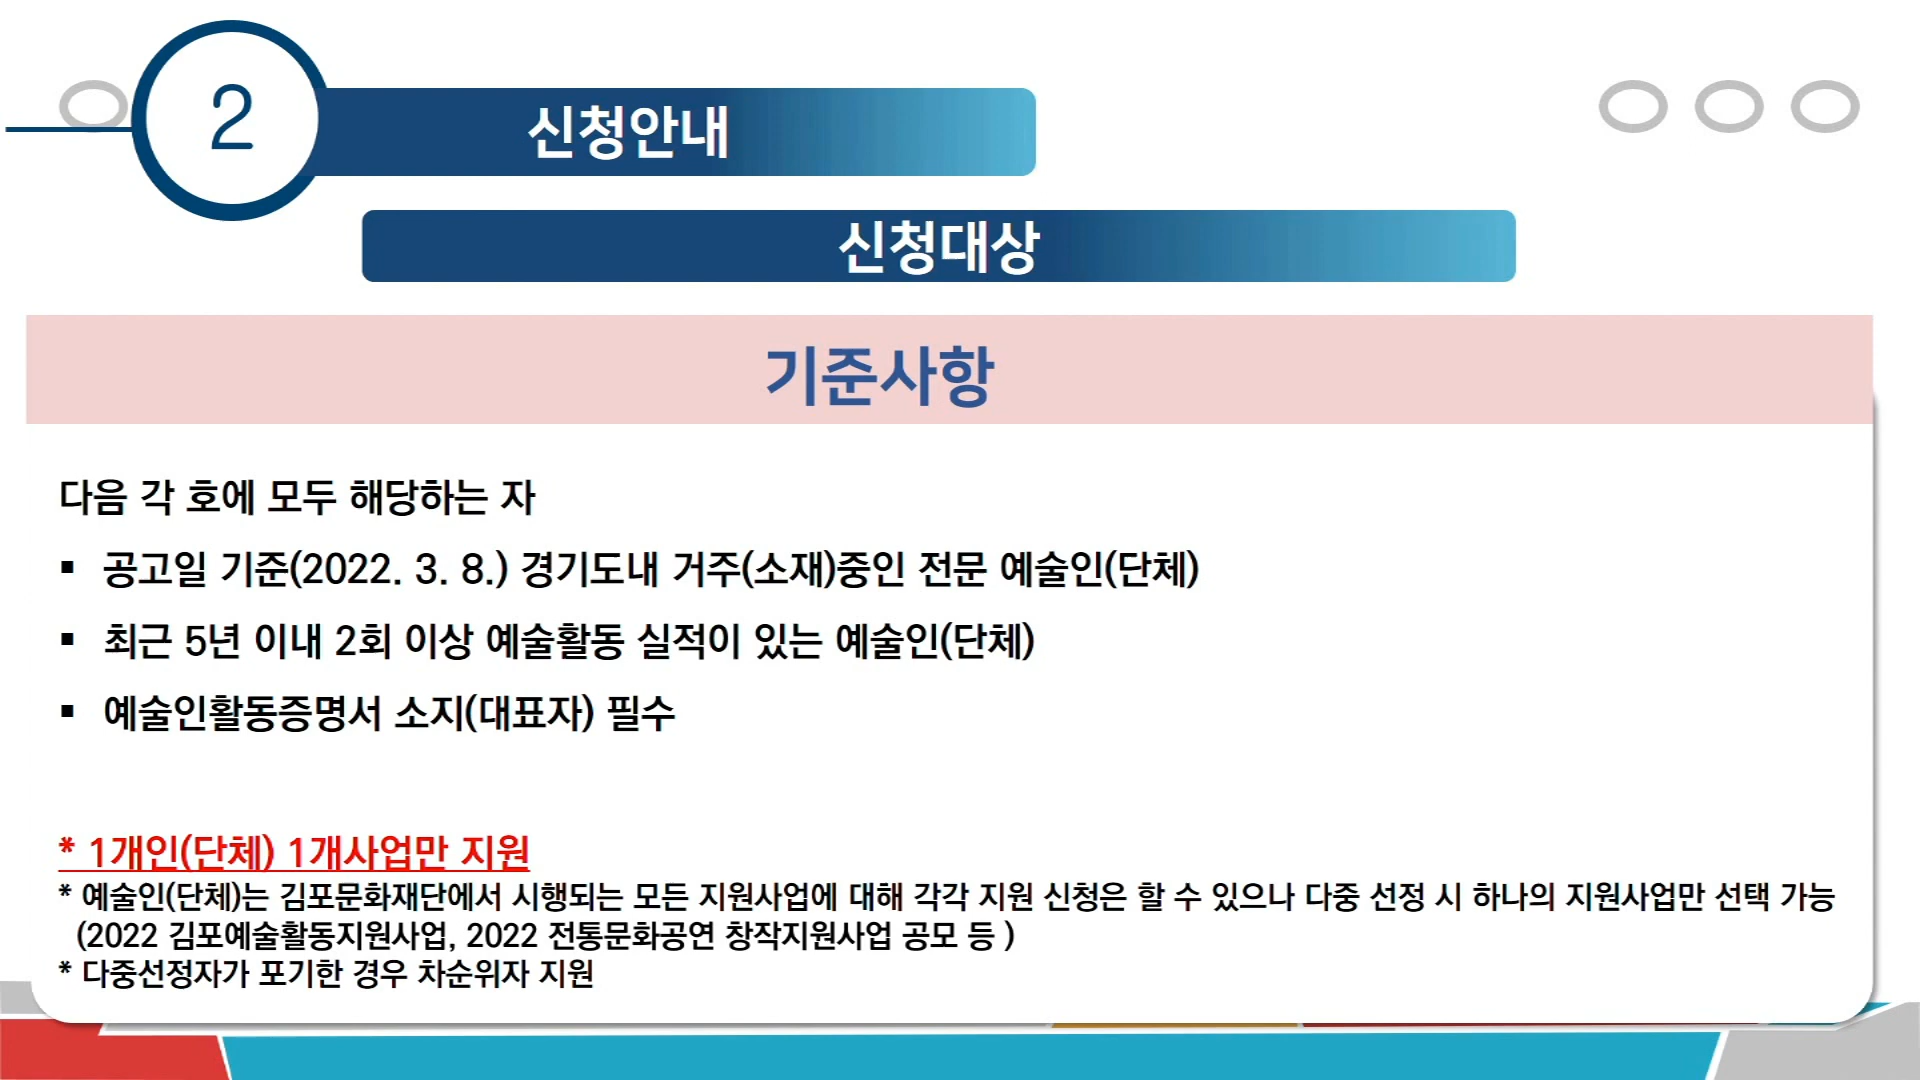 2
신청안내
신청대상
기준사항
다음 각 호에 모두 해당하는 자
▪ 공고일 기준(2022. 3. 8.) 경기도내 거주(소재)중인 전문 예술인(단체)
▪ 최근 5년 이내 2회 이상 예술활동 실적이 있는 예술인(단체)
▪ 예술인활동증명서 소지(대표자) 필수
* 1개인(단체) 1개사업만 지원
* 예술인(단체)는 김포문화재단에서 시행되는 모든 지원사업에 대해 각각 지원 신청은 할 수 있으나 다중 선정 시 하나의 지원사업만 선택 가능
(2022 김포예술활동지원사업, 2022 전통문화공연 창작지원사업 공모 등 )
* 다중선정자가 포기한 경우 차순위자 지원